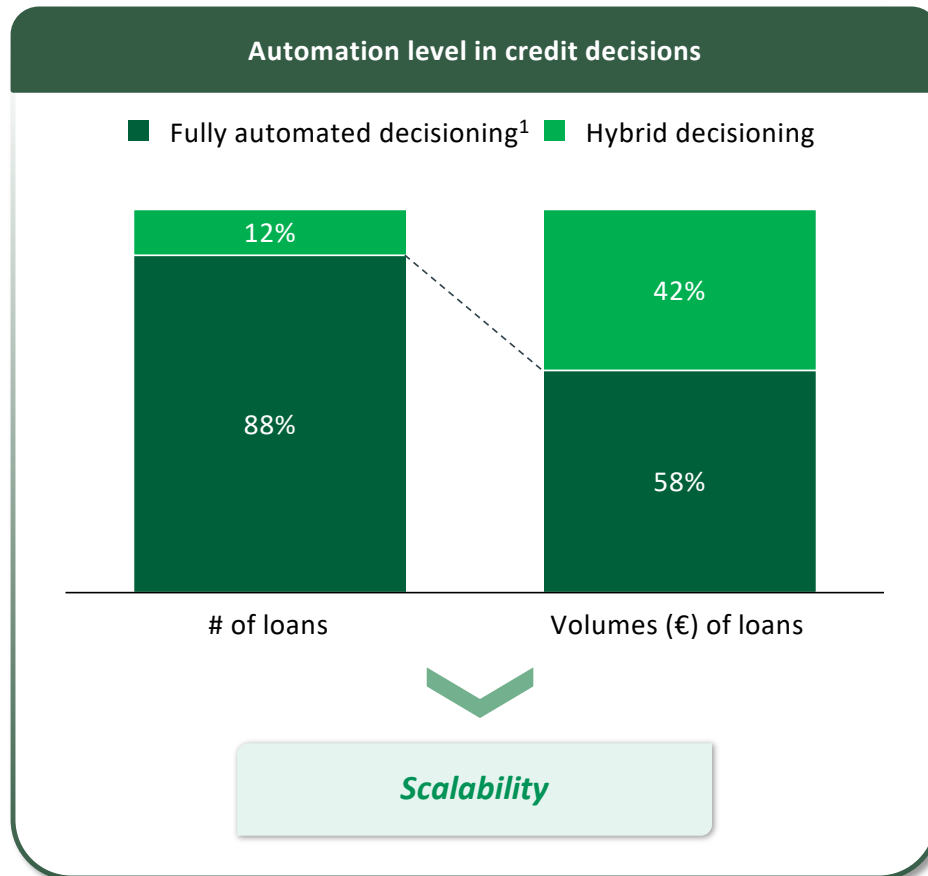 Automation level in credit decisions
Fully automated decisioning¹ Hybrid decisioning
12%
42%
88%
58%
# of loans
Volumes (€) of loans
Scalability